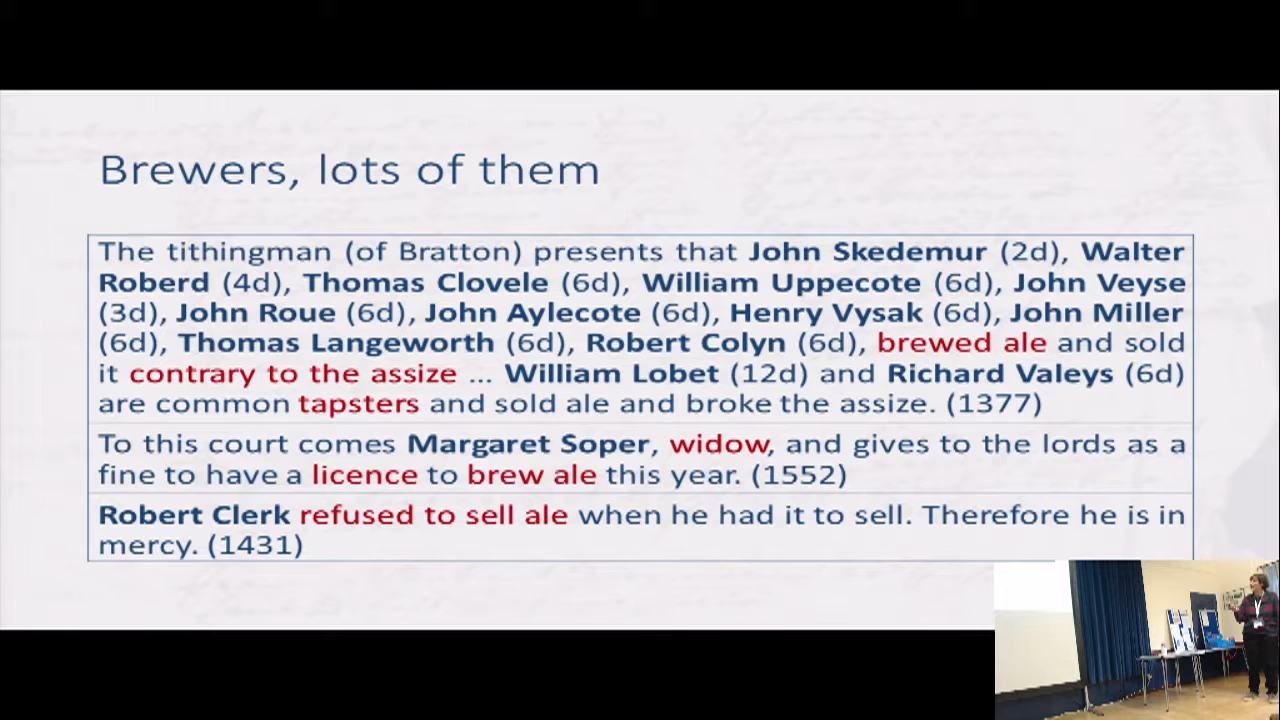 Brewers, lots of them
The tithingman (of Bratton) presents that John Skedemur (2d), Walter
Roberd (4d), Thomas Clovele (6d), William Uppecote (6d), John Veyse
(3d), John Roue (6d), John Aylecote (6d), Henry Vysak (6d), John Miller
(6d), Thomas Langeworth (6d), Robert Colyn (6d), brewed ale and sold
it contrary to the assize ... William Lobet (12d) and Richard Valeys (6d)
are common tapsters and sold ale and broke the assize. (1377)
To this court comes Margaret Soper, widow, and gives to the lords as a
fine to have a licence to brew ale this year. (1552)
Robert Clerk refused to sell ale when he had it to sell. Therefore he is in
mercy. (1431)